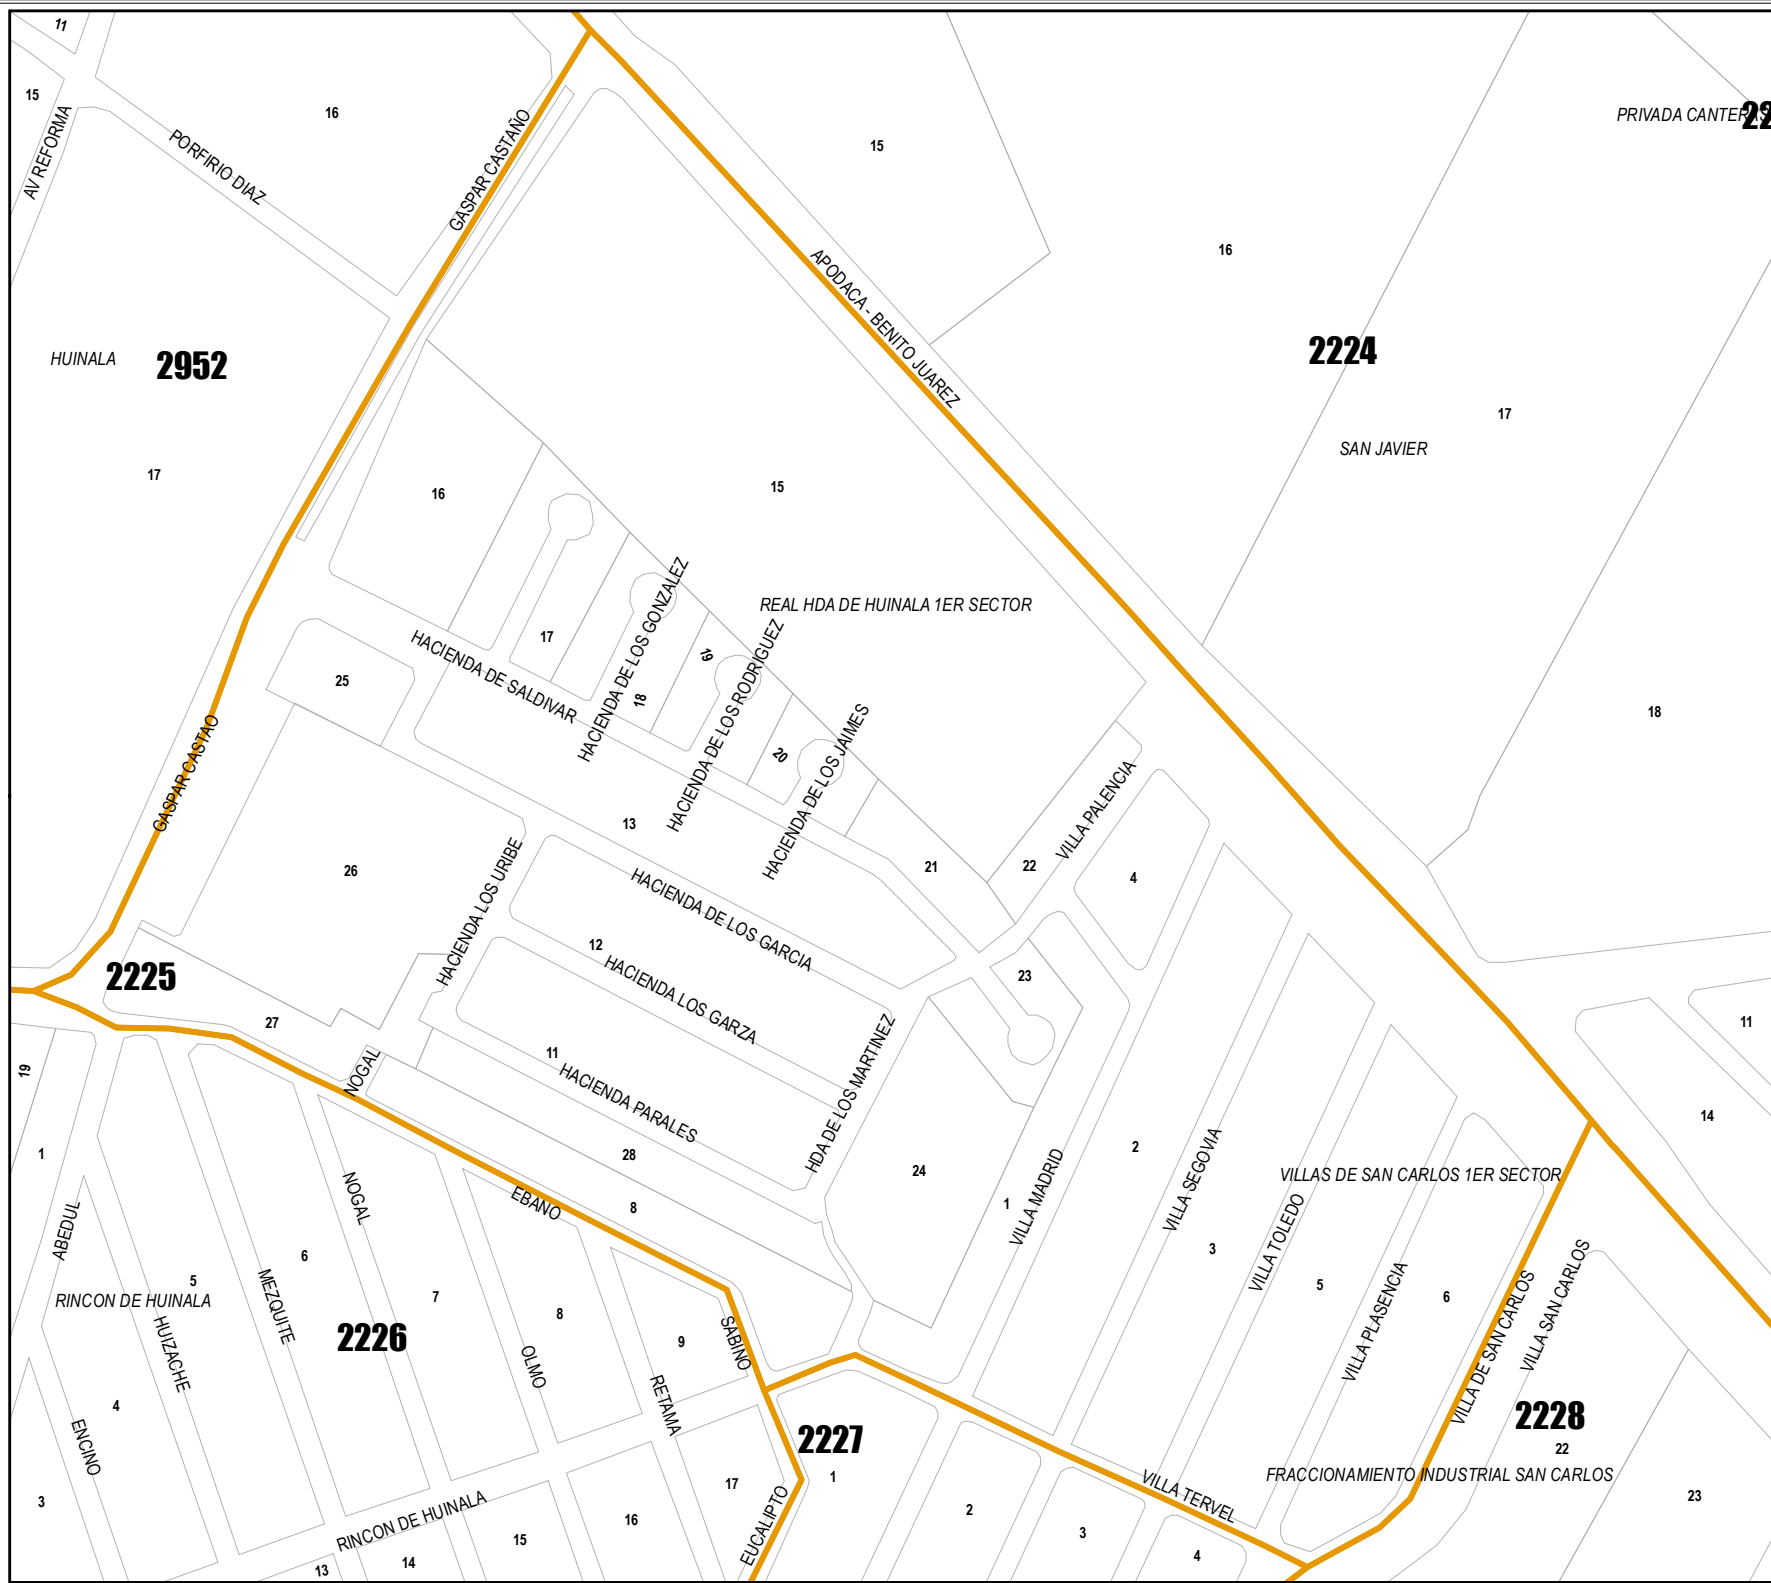 11
15
16
AV REFORMA
PORFIRIO DIAZ
GASPAR CASTAÑO
15
PRIVADA CANTERAS
22
16
APODACA - BENITO JUAREZ
HUINALA
2952
2224
17
SAN JAVIER
17
16
15
REAL HDA DE HUINALA 1ER SECTOR
17
HACIENDA DE SALDIVAR
HACIENDA DE LOS GONZALEZ
19
18
HACIENDA DE LOS RODRIGUEZ
25
18
GASPAR CASTAO
20
HACIENDA DE LOS JAIMES
VILLA PALENCIA
13
26
21
22
4
HACIENDA LOS URIBE
HACIENDA DE LOS GARCIA
12
HACIENDA LOS GARZA
2225
23
27
11
HDA DE LOS MARTINEZ
19
NOGAL
11
HACIENDA PARALES
14
1
28
24
2
VILLA SEGOVIA
VILLAS DE SAN CARLOS 1ER SECTOR
NOGAL
EBANO
8
1
VILLA MADRID
ABEDUL
6
3
VILLA TOLEDO
5
RINCON DE HUINALA
MEZQUITE
7
5
6
VILLA SAN CARLOS
HUIZACHE
2226
8
9
SABINO
VILLA PLASENCIA
VILLA DE SAN CARLOS
OLMO
4
RETAMA
2228
ENCINO
2227
22
1
FRACCIONAMIENTO INDUSTRIAL SAN CARLOS
17
VILLA TERVEL
3
RINCON DE HUINALA
16
EUCALIPTO
2
23
15
3
14
13
4